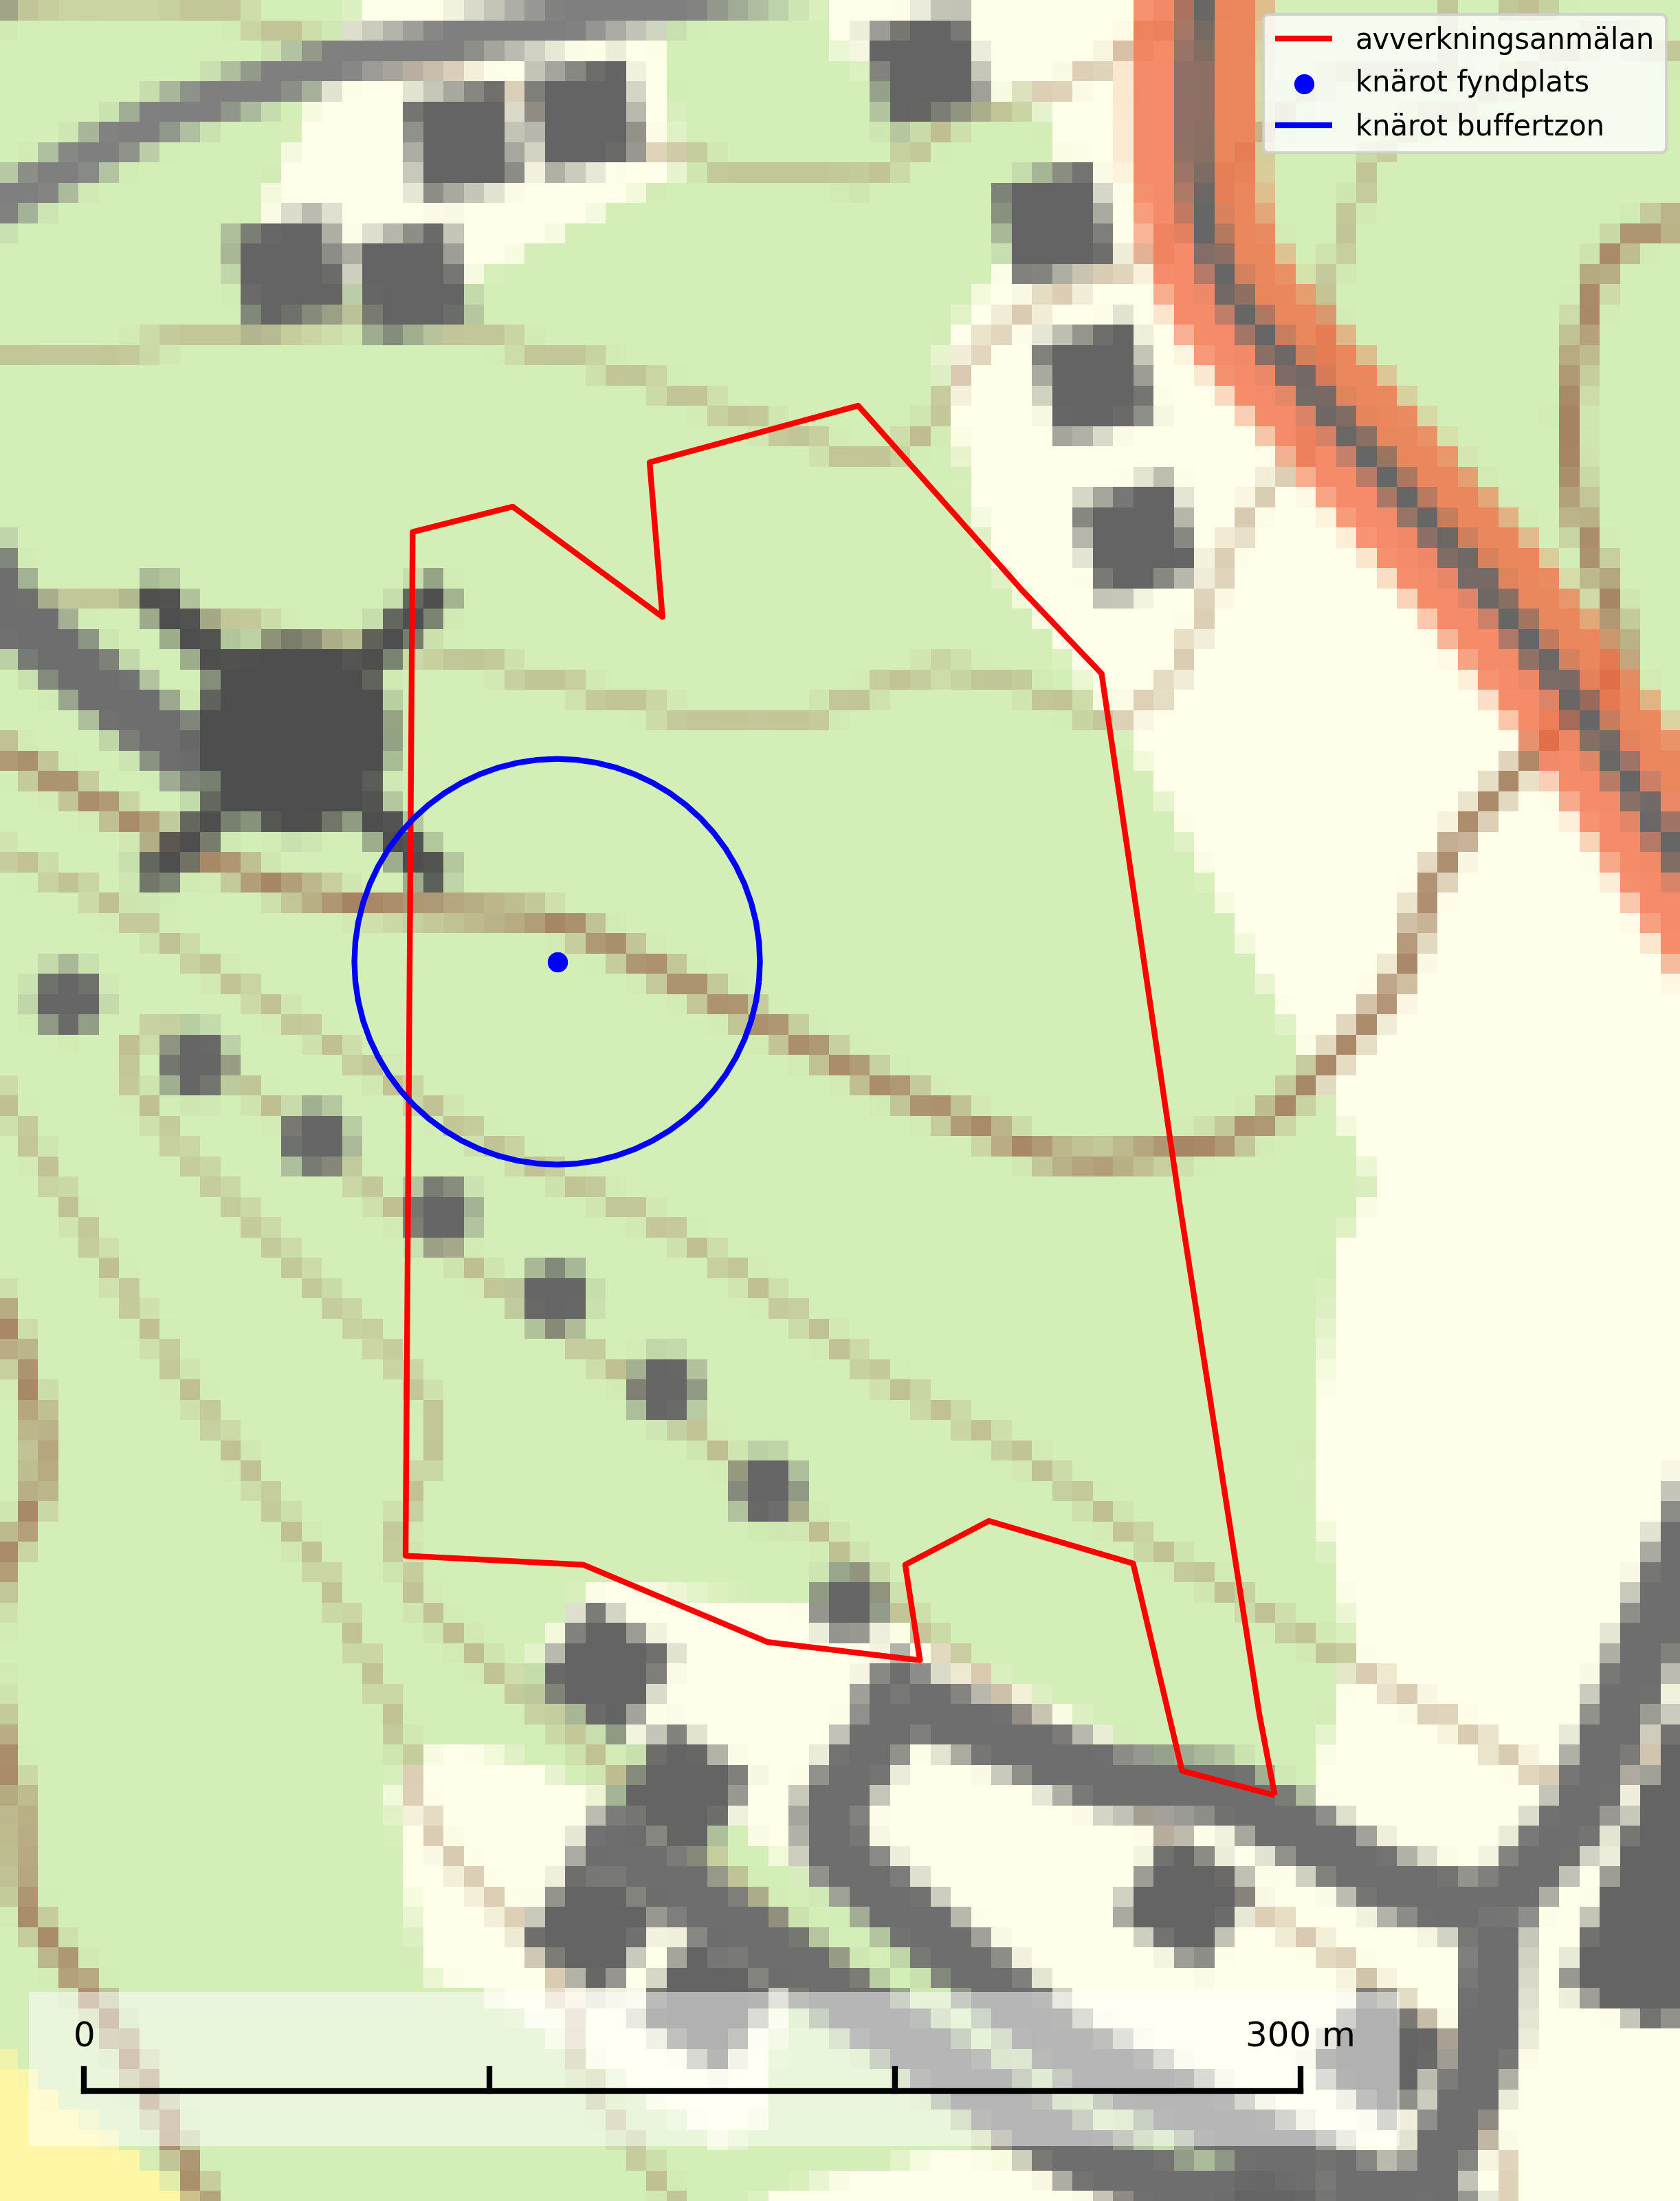 avverkningsanmälan
knärot fyndplats
knärot buffertzon
0 300 m